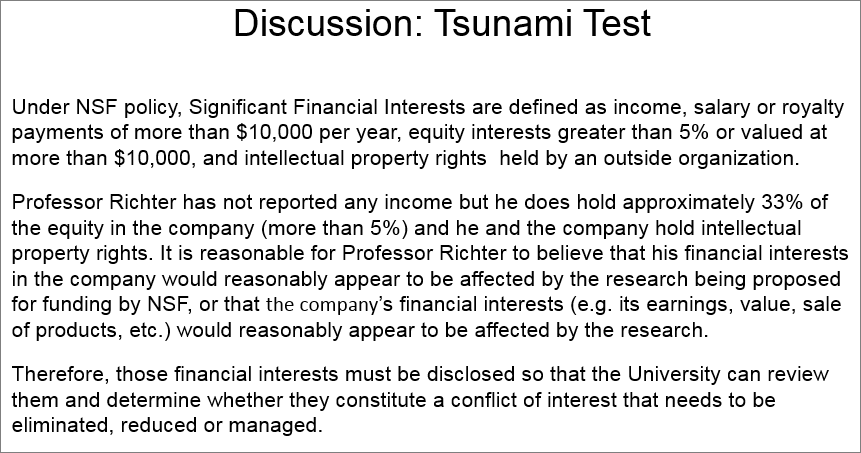 Discussion: Tsunami Test
Under NSF policy, Significant Financial Interests are defined as income, salary or royalty
payments of more than $10,000 per year, equity interests greater than 5% or valued at
more than $10,000, and intellectual property rights  held by an outside organization.
Professor Richter has not reported any income but he does hold approximately 33% of
the equity in the company (more than 5%) and he and the company hold intellectual
property rights. It is reasonable for Professor Richter to believe that his financial interests
in the company would reasonably appear to be affected by the research being proposed
for funding by NSF, or that the company’s financial interests (e.g. its earnings, value, sale
of products, etc.) would reasonably appear to be affected by the research.
Therefore, those financial interests must be disclosed so that the University can review
them and determine whether they constitute a conflict of interest that needs to be
eliminated, reduced or managed.